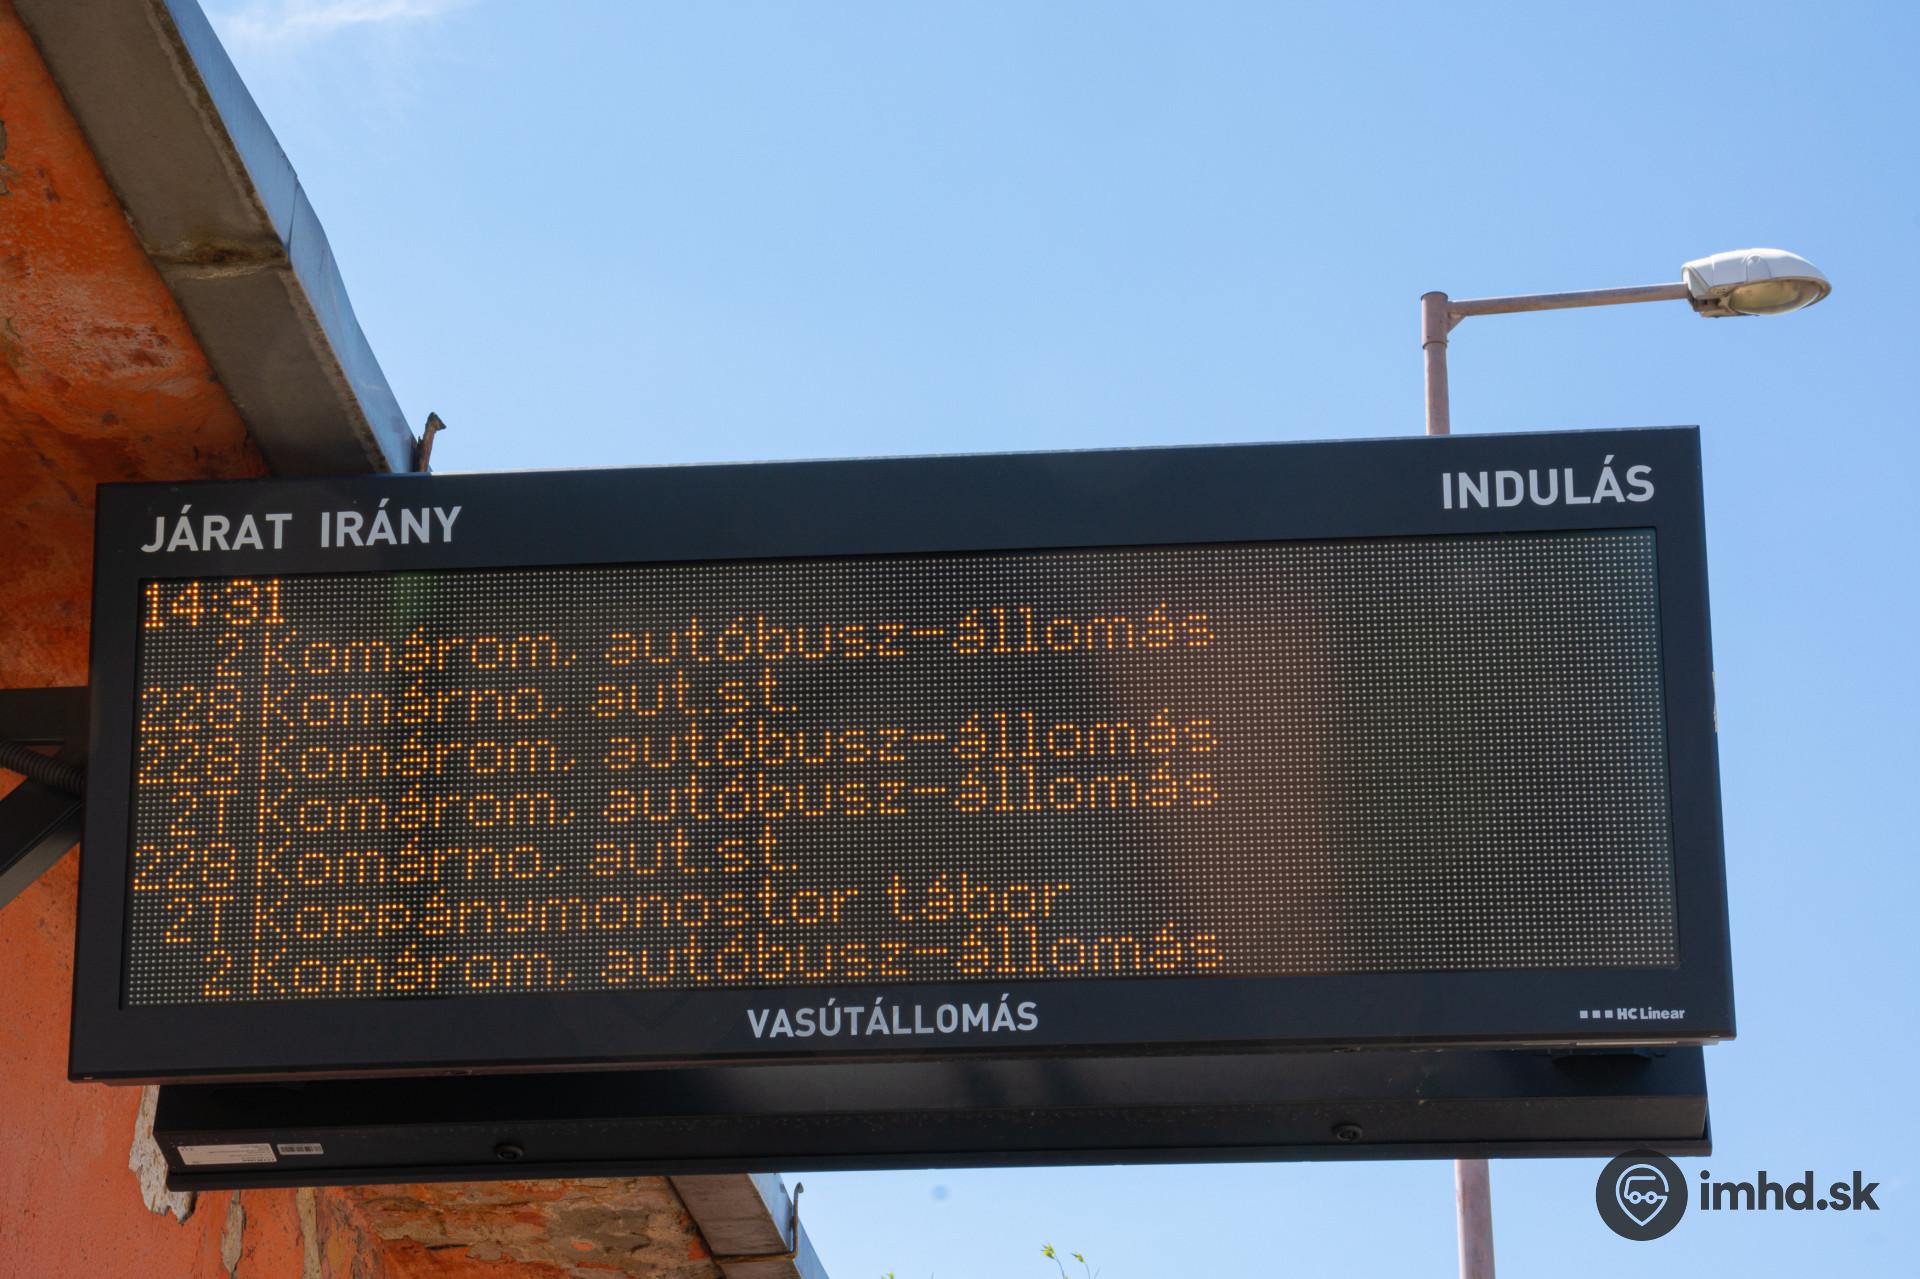 JÁRAT IRÁNY INDULÁS
14:31
2 Komárom, autóbusz-állomás
228 Komárno, aut.st.
228 Komárom, autóbusz-állomás
2T Komárom, autóbusz-állomás
228 Komárno, aut.st.
2T Koppánymonostor tábor
2 Komárom, autóbusz-állomás
VASÚTÁLLOMÁS
HC Linear
imhd.sk